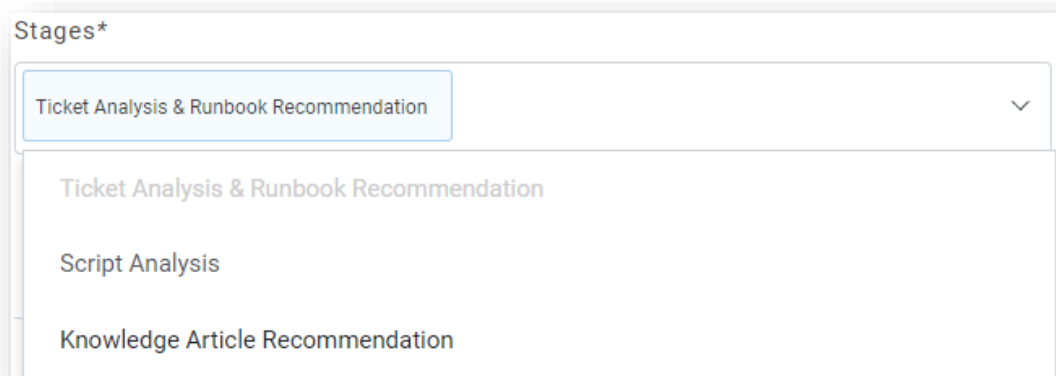 Stages*
Ticket Analysis & Runbook Recommendation
Ticket Analysis & Runbook Recommendation
Script Analysis
Knowledge Article Recommendation